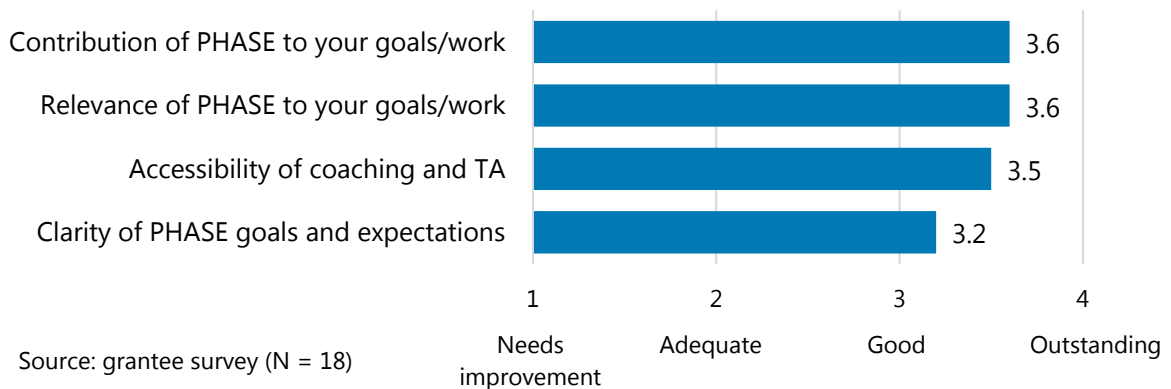 Contribution of PHASE to your goals/work
3.6
Relevance of PHASE to your goals/work
3.6
Accessibility of coaching and TA
3.5
Clarity of PHASE goals and expectations
3.2
1
2
3
4
Needs
improvement
Adequate
Good
Outstanding
Source: grantee survey (N = 18)